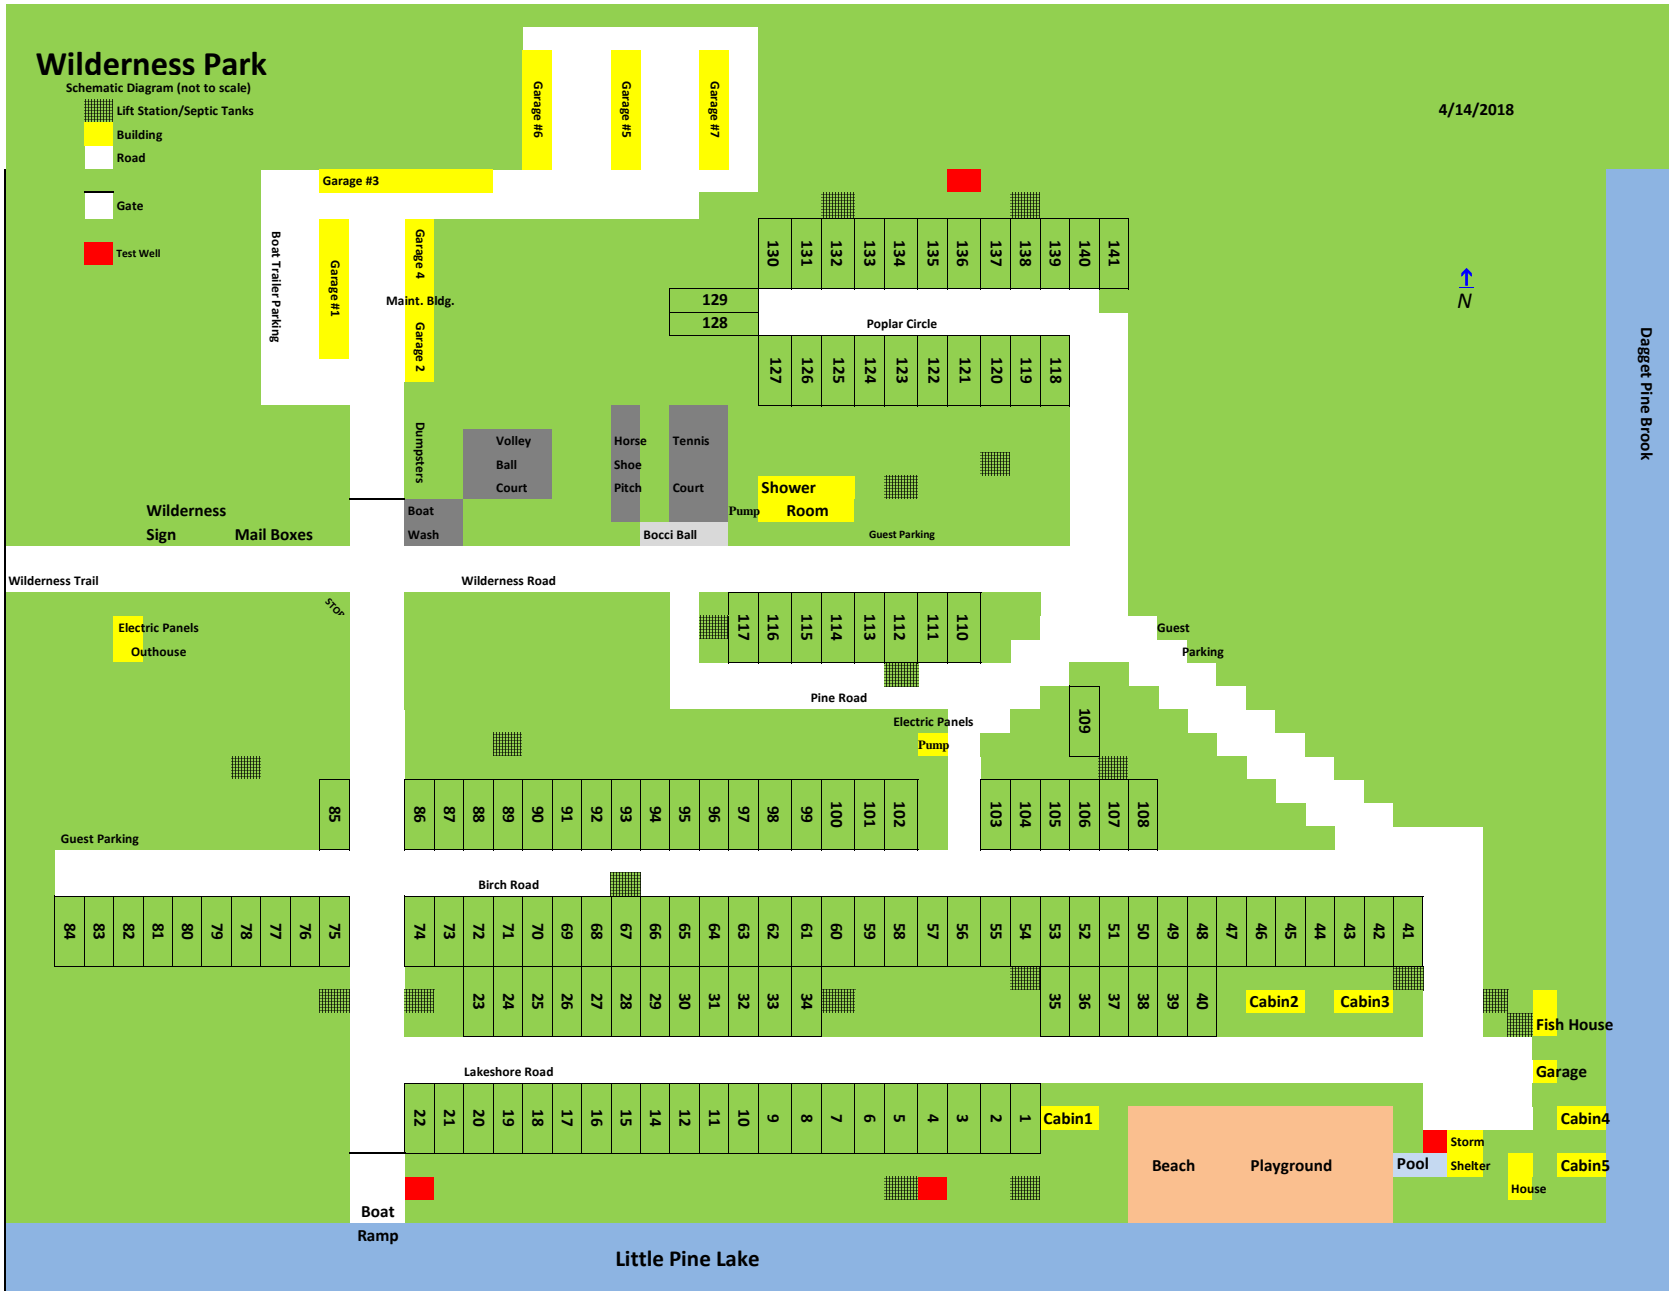 Wilderness Park
Schematic Diagram (not to scale)
Lift Station/Septic Tanks
Building
Road
Gate
Test Well
4/14/2018
N
Garage #6
Garage #5
Garage #7
Garage #3
Boat Trailer Parking
Garage #1
Garage 4
Maint. Bldg.
Garage 2
Dumpsters
130 131 132 133 134 135 136 137 138 139 140 141
129
128
Poplar Circle
127 126 125 124 123 122 121 120 119 118
Dagget Pine Brook
Volley
Ball
Court
Horse
Shoe
Pitch
Tennis
Court
Shower
Room
Pump
Boat
Wash
Bocci Ball
Guest Parking
Wilderness
Sign
Mail Boxes
Wilderness Trail
Wilderness Road
STOP
Electric Panels
Outhouse
117 116 115 114 113 112 111 110
Guest
Parking
Pine Road
Electric Panels
Pump
109
85
86 87 88 89 90 91 92 93 94 95 96 97 98 99 100 101 102
103 104 105 106 107 108
Guest Parking
Birch Road
84 83 82 81 80 79 78 77 76 75
74 73 72 71 70 69 68 67 66 65 64 63 62 61 60 59 58 57 56 55 54 53 52 51 50 49 48 47 46 45 44 43 42 41
23 24 25 26 27 28 29 30 31 32 33 34
35 36 37 38 39 40
Cabin2
Cabin3
Fish House
Lakeshore Road
Garage
22 21 20 19 18 17 16 15 14 12 11 10 9 8 7 6 5 4 3 2 1
Cabin1
Cabin4
Beach
Playground
Pool
Storm
Shelter
Cabin5
House
Boat
Ramp
Little Pine Lake